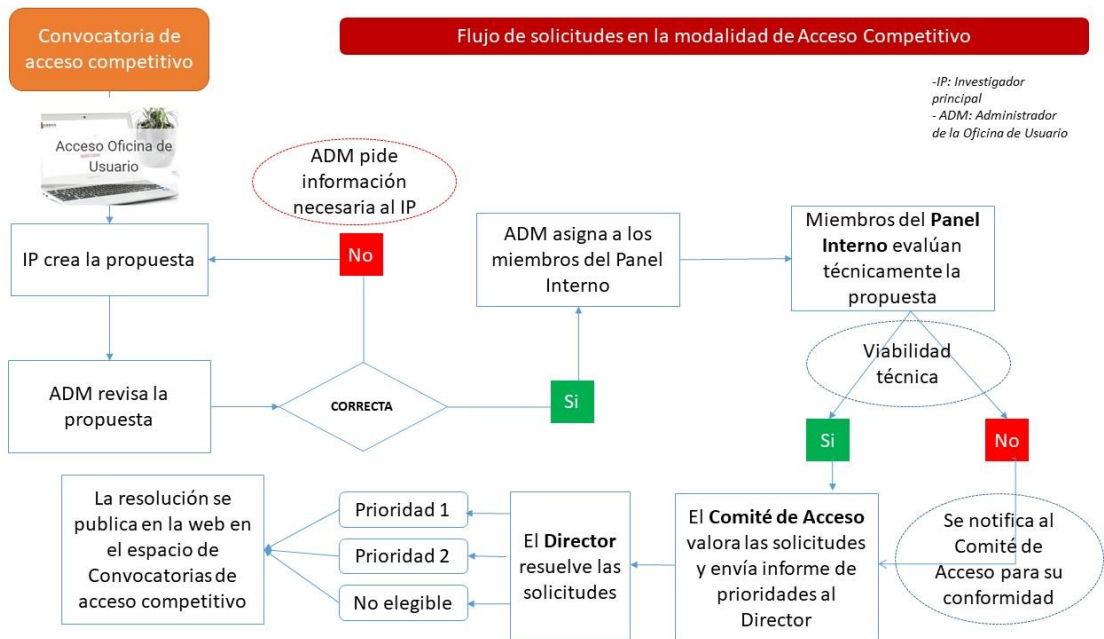 Convocatoria de
acceso competitivo
Flujo de solicitudes en la modalidad de Acceso Competitivo
-IP: Investigador
principal
- ADM: Administrador
de la Oficina de Usuario
Acceso Oficina de
Usuario
ADM pide
información
necesaria al IP
No
IP crea la propuesta
ADM revisa la
propuesta
CORRECTA
Si
ADM asigna a los
miembros del Panel
Interno
Miembros del Panel
Interno evalúan
técnicamente la
propuesta
Viabilidad
técnica
Si
No
Se notifica al
Comité de
Acceso para su
conformidad
El Comité de Acceso
valora las solicitudes
y envía informe de
prioridades al
Director
El Director
resuelve las
solicitudes
Prioridad 1
Prioridad 2
No elegible
La resolución se
publica en la web en
el espacio de
Convocatorias de
acceso competitivo